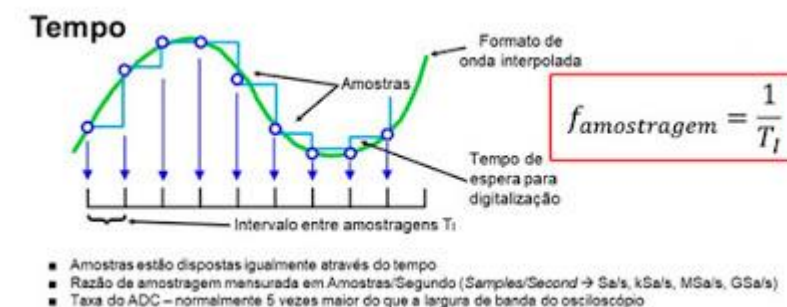 Tempo
Formato de
onda interpolada
Amostras
f_amostragem = 1/T_I
Tempo de
espera para
digitalização
Intervalo entre amostragens T_I
■ Amostras estão dispostas igualmente através do tempo
■ Razão de amostragem mensurada em Amostras/Segundo (Samples/Second → Sa/s, kSa/s, MSa/s, GSa/s)
■ Taxa do ADC – normalmente 5 vezes maior do que a largura de banda do osciloscópio